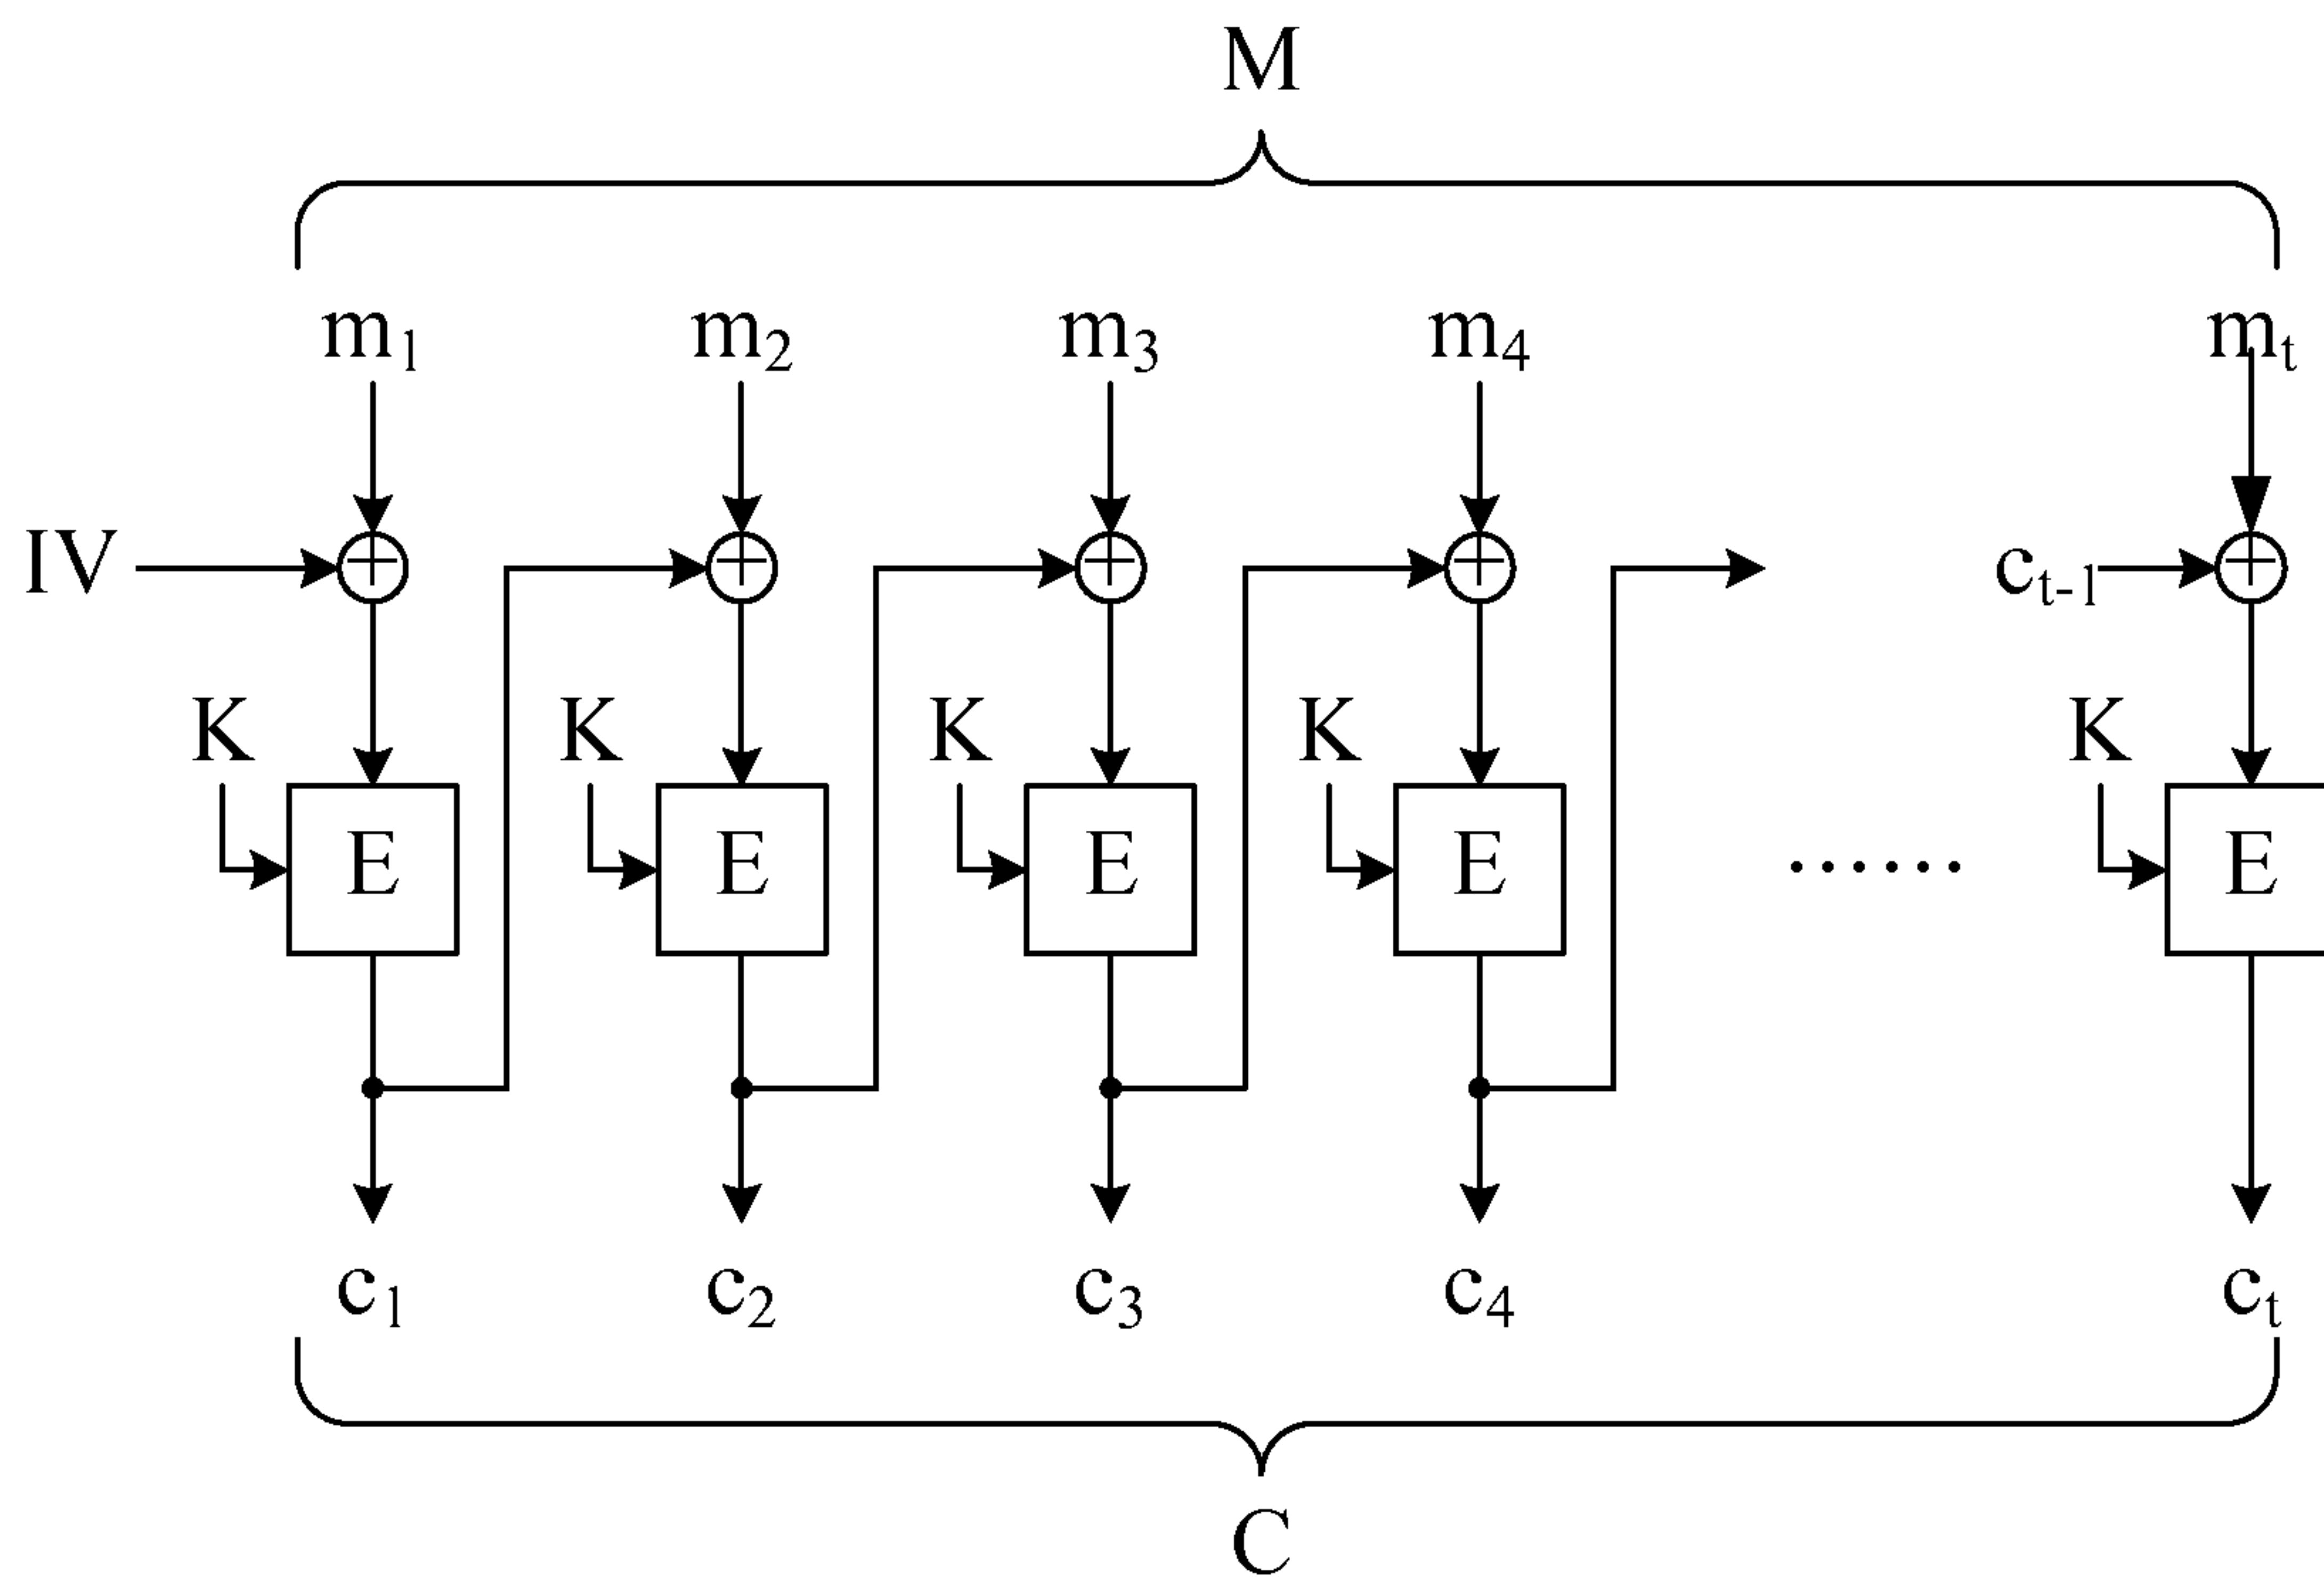 M
m₁ m₂ m₃ m₄ mₜ
IV cₜ₋₁
K K K K K
E E E E ...... E
c₁ c₂ c₃ c₄ cₜ
C